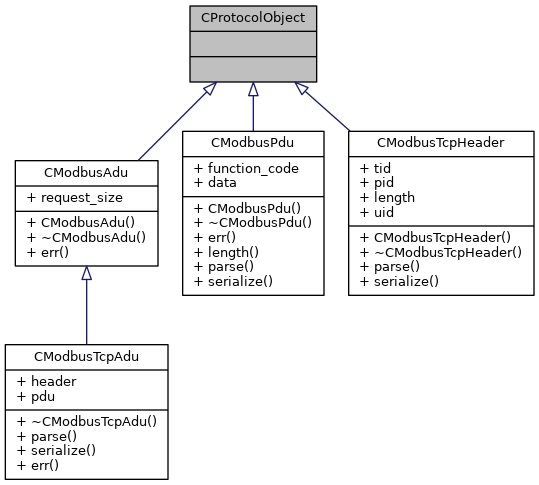 CProtocolObject
CModbusAdu
+ request_size
+ CModbusAdu()
+ ~CModbusAdu()
+ err()
CModbusPdu
+ function_code
+ data
+ CModbusPdu()
+ ~CModbusPdu()
+ err()
+ length()
+ parse()
+ serialize()
CModbusTcpHeader
+ tid
+ pid
+ length
+ uid
+ CModbusTcpHeader()
+ ~CModbusTcpHeader()
+ parse()
+ serialize()
CModbusTcpAdu
+ header
+ pdu
+ ~CModbusTcpAdu()
+ parse()
+ serialize()
+ err()